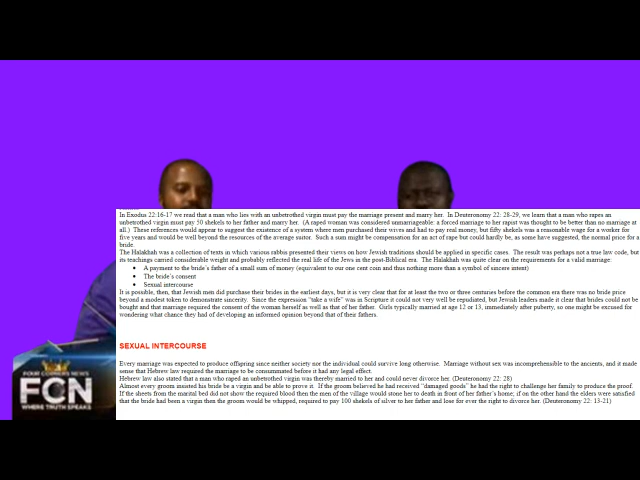 In Exodus 22:16-17 we read that a man who lies with an unbetrothed virgin must pay the marriage present and marry her. In Deuteronomy 22: 28-29, we learn that a man who rapes an
unbetrothed virgin must pay 50 shekels to her father and marry her. (A raped woman was considered unmarriageable: a forced marriage to her rapist was thought to be better than no marriage at
all.) These references would appear to suggest the existence of a system where men purchased their wives and had to pay real money, but fifty shekels was a reasonable wage for a worker for
five years and would be well beyond the resources of the average suitor. Such a sum might be compensation for an act of rape but could hardly be, as some have suggested, the normal price for a
bride.
The Halakhah was a collection of texts in which various rabbis presented their views on how Jewish traditions should be applied in specific cases. The result was perhaps not a true law code, but
its teachings carried considerable weight and probably reflected the real life of the Jews in the post-Biblical era. The Halakhah was quite clear on the requirements for a valid marriage:
• A payment to the bride's father of a small sum of money (equivalent to our one cent coin and thus nothing more than a symbol of sincere intent)
• The bride's consent
• Sexual intercourse
It is possible, then, that Jewish men did purchase their brides in the earliest days, but it is very clear that for at least the two or three centuries before the common era there was no bride price
beyond a modest token to demonstrate sincerity. Since the expression "take a wife" was in Scripture it could not very well be repudiated, but Jewish leaders made it clear that brides could not be
bought and that marriage required the consent of the woman herself as well as that of her father. Girls typically married at age 12 or 13, immediately after puberty, so one might be excused for
wondering what chance they had of developing an informed opinion beyond that of their fathers.
SEXUAL INTERCOURSE
Every marriage was expected to produce offspring since neither society nor the individual could survive long otherwise. Marriage without sex was incomprehensible to the ancients, and it made
sense that Hebrew law required the marriage to be consummated before it had any legal effect.
Hebrew law also stated that a man who raped an unbetrothed virgin was thereby married to her and could never divorce her. (Deuteronomy 22: 28)
Almost every groom insisted his bride be a virgin and be able to prove it. If the groom believed he had received "damaged goods" he had the right to challenge her family to produce the proof.
If the sheets from the marital bed did not show the required blood then the men of the village would stone her to death in front of her father's home; if on the other hand the elders were satisfied
that the bride had been a virgin then the groom would be whipped, required to pay 100 shekels of silver to her father and lose for ever the right to divorce her. (Deuteronomy 22: 13-21)
FOUR CORNERS NEWS
FCN
WHERE TRUTH SPEAKS